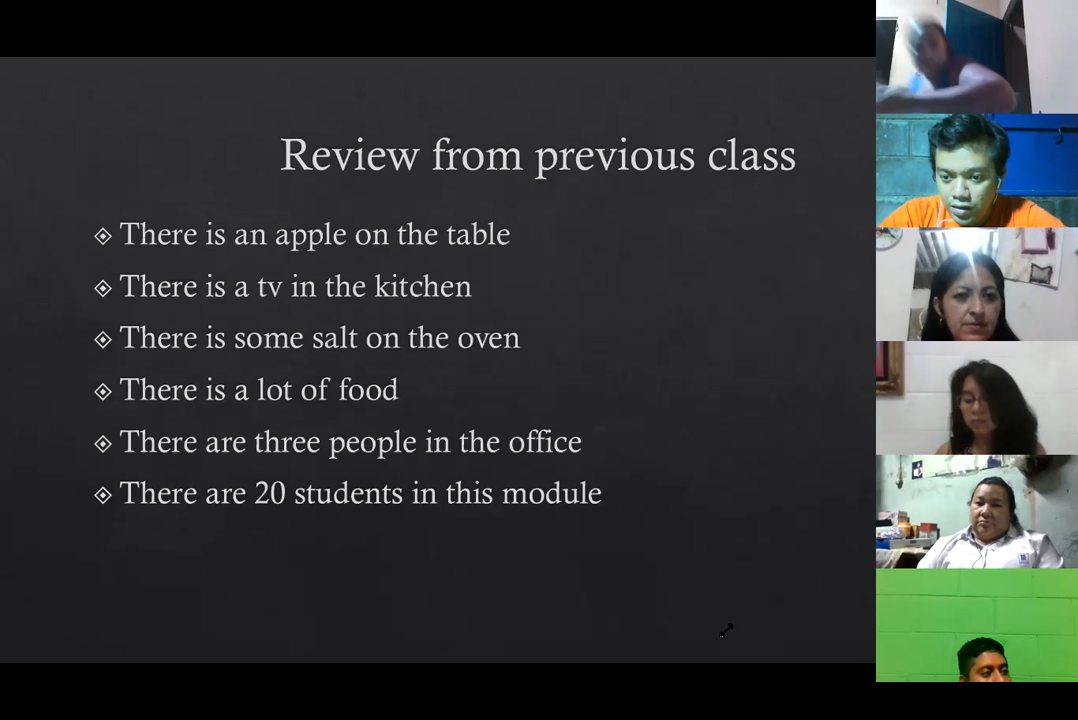 Review from previous class
There is an apple on the table
There is a tv in the kitchen
There is some salt on the oven
There is a lot of food
There are three people in the office
There are 20 students in this module